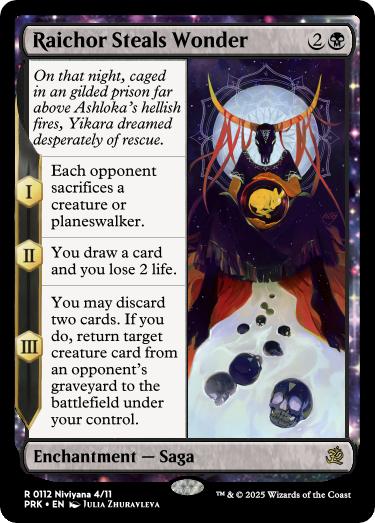 Raichor Steals Wonder 2
On that night, caged
in an gilded prison far
above Ashloka's hellish
fires, Yikara dreamed
desperately of rescue.
I
Each opponent
sacrifices a
creature or
planeswalker.
II
You draw a card
and you lose 2 life.
III
You may discard
two cards. If you
do, return target
creature card from
an opponent's
graveyard to the
battlefield under
your control.
Enchantment — Saga
R 0112 Niviyana 4/11
PRK • EN Julia Zhuravleva
™ & © 2025 Wizards of the Coast